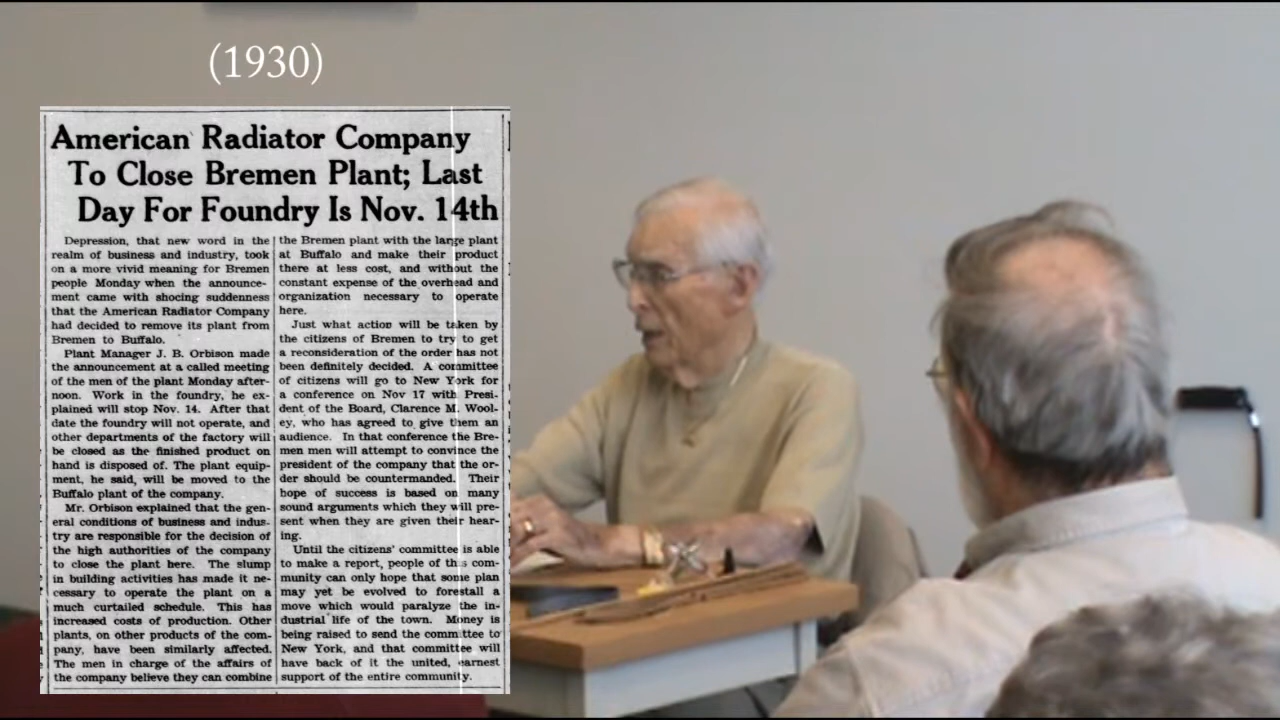 (1930)
American Radiator Company
To Close Bremen Plant; Last
Day For Foundry Is Nov. 14th
Depression, that new word in the
realm of business and industry, took
on a more vivid meaning for Bremen
people Monday when the announce-
ment came with shocing suddenness
that the American Radiator Company
had decided to remove its plant from
Bremen to Buffalo.
Plant Manager J. B. Orbison made
the announcement at a called meeting
of the men of the plant Monday after-
noon. Work in the foundry, he ex-
plained will stop Nov. 14. After that
date the foundry will not operate, and
other departments of the factory will
be closed as the finished product on
hand is disposed of. The plant equip-
ment, he said, will be moved to the
Buffalo plant of the company.
Mr. Orbison explained that the gen-
eral conditions of business and indus-
try are responsible for the decision of
the high authorities of the company
to close the plant here. The slump
in building activities has made it ne-
cessary to operate the plant on a
much curtailed schedule. This has
increased costs of production. Other
plants, on other products of the com-
pany, have been similarly affected.
The men in charge of the affairs of
the company believe they can combine
the Bremen plant with the large plant
at Buffalo and make their product
there at less cost, and without the
constant expense of the overhead and
organization necessary to operate
here.
Just what action will be taken by
the citizens of Bremen to try to get
a reconsideration of the order has not
been definitely decided. A committee
of citizens will go to New York for
a conference on Nov 17 with Presi-
dent of the Board, Clarence M. Wool-
ey, who has agreed to give them an
audience. In that conference the Bre-
men men will attempt to convince the
president of the company that the or-
der should be countermanded. Their
hope of success is based on many
sound arguments which they will pre-
sent when they are given their hear-
ing.
Until the citizens' committee is able
to make a report, people of this com-
munity can only hope that some plan
may yet be evolved to forestall a
move which would paralyze the in-
dustrial life of the town. Money is
being raised to send the committee to
New York, and that committee will
have back of it the united, earnest
support of the entire community.